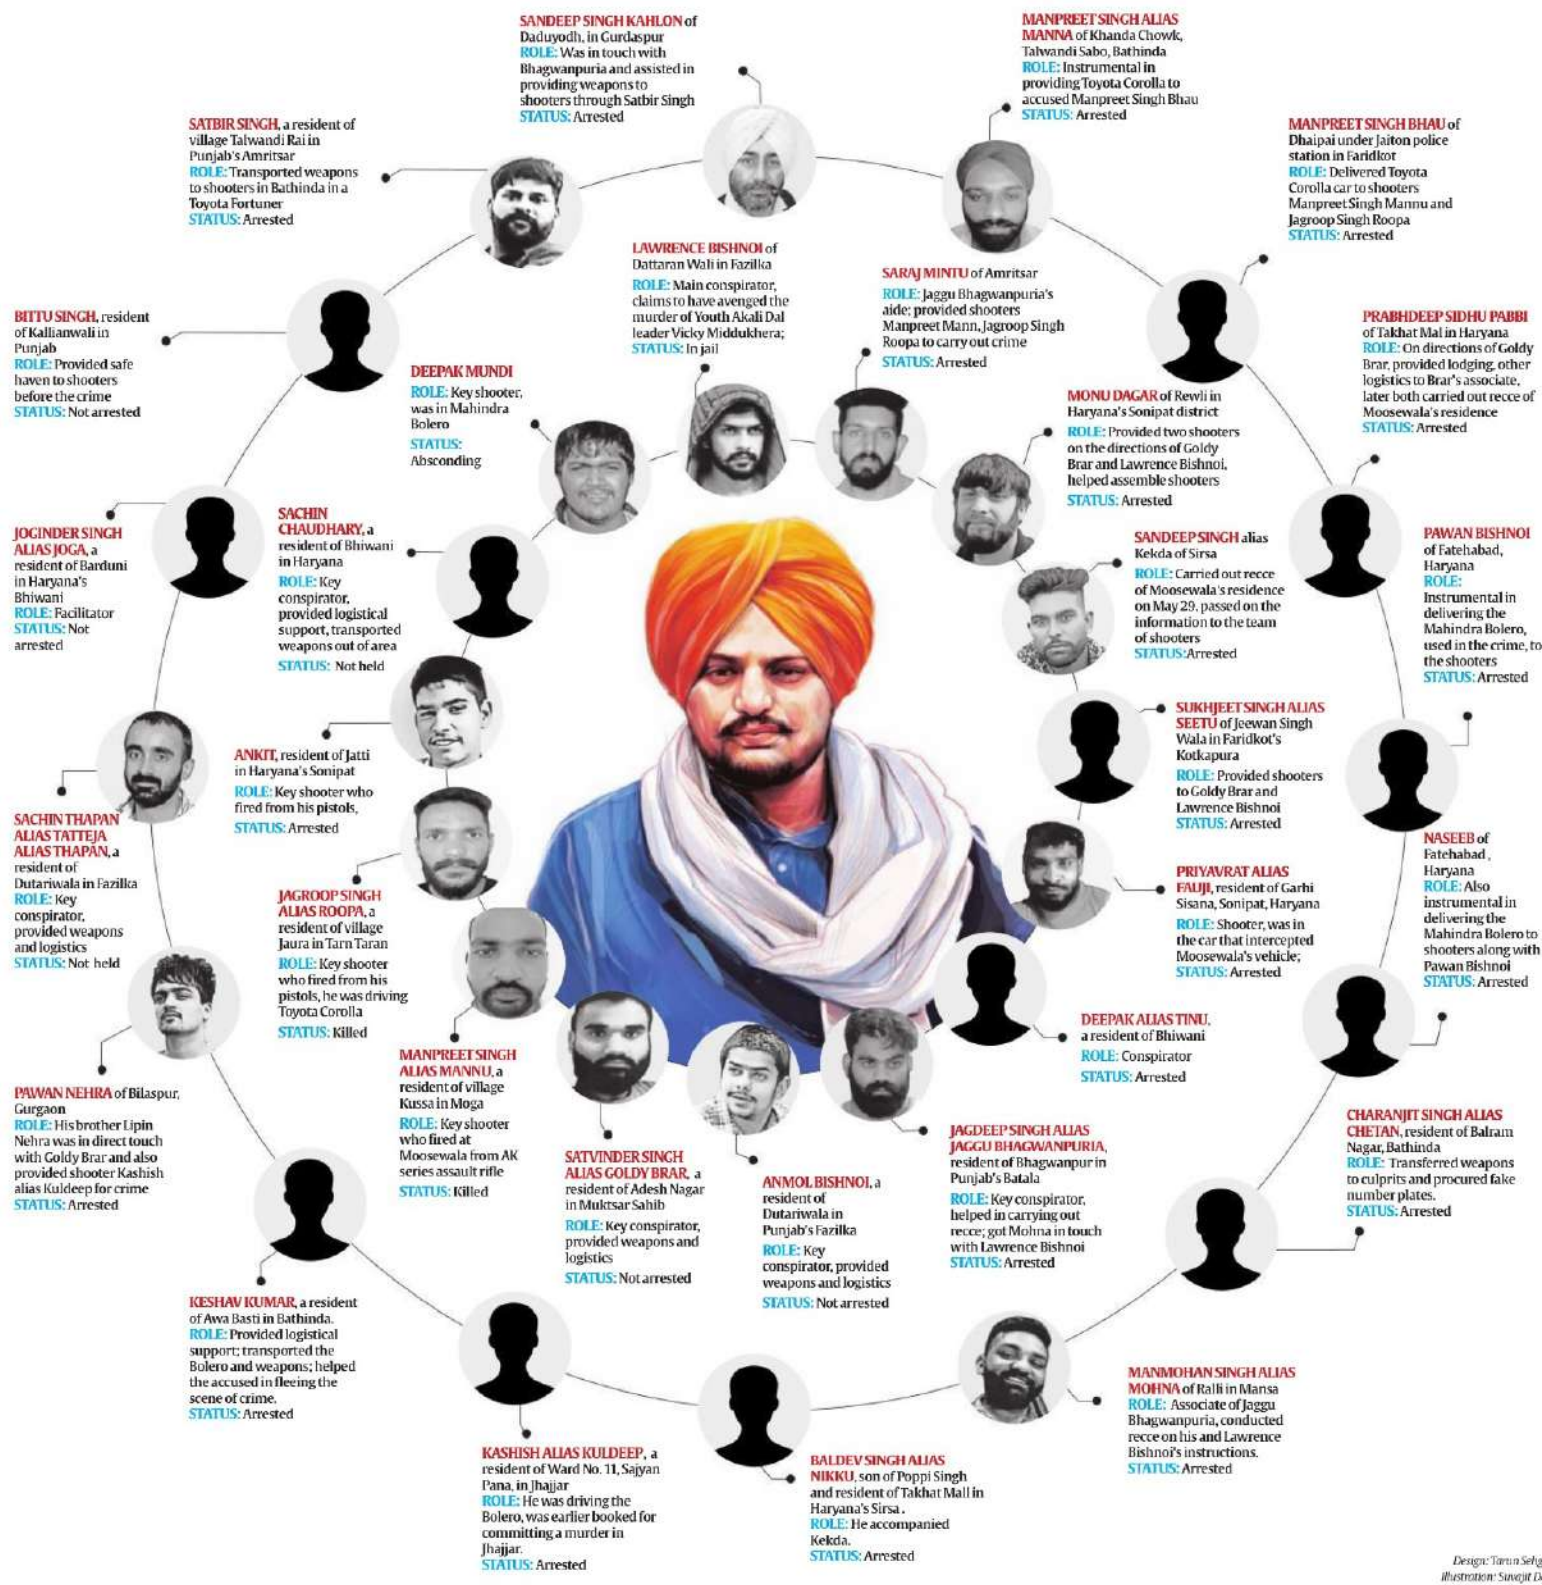 SANDEEP SINGH KAHLON of
Daduyodh, in Gurdaspur
ROLE: Was in touch with
Bhagwanpuria and assisted in
providing weapons to
shooters through Satbir Singh
STATUS: Arrested
MANPREET SINGH ALIAS
MANNA of Khanda Chowk,
Talwandi Sabo, Bathinda
ROLE: Instrumental in
providing Toyota Corolla to
accused Manpreet Singh Bhau
STATUS: Arrested
SATBIR SINGH, a resident of
village Talwandi Rai in
Punjab's Amritsar
ROLE: Transported weapons
to shooters in Bathinda in a
Toyota Fortuner
STATUS: Arrested
MANPREET SINGH BHAU of
Dhaipai under Jaiton police
station in Faridkot
ROLE: Delivered Toyota
Corolla car to shooters
Manpreet Singh Mannu and
Jagroop Singh Roopa
STATUS: Arrested
LAWRENCE BISHNOI of
Dattaran Wali in Fazilka
ROLE: Main conspirator,
claims to have avenged the
murder of Youth Akali Dal
leader Vicky Middukhera;
STATUS: In jail
SARAJ MINTU of Amritsar
ROLE: Jaggu Bhagwanpuria's
aide; provided shooters
Manpreet Mann, Jagroop Singh
Roopa to carry out crime
STATUS: Arrested
BITTU SINGH, resident
of Kallianwali in
Punjab
ROLE: Provided safe
haven to shooters
before the crime
STATUS: Not arrested
PRABHDEEP SIDHU PABBI
of Takhat Mal in Haryana
ROLE: On directions of Goldy
Brar, provided lodging, other
logistics to Brar's associate,
later both carried out recce of
Moosewala's residence
STATUS: Arrested
DEEPAK MUNDI
ROLE: Key shooter,
was in Mahindra
Bolero
STATUS:
Absconding
MONU DAGAR of Rewli in
Haryana's Sonipat district
ROLE: Provided two shooters
on the directions of Goldy
Brar and Lawrence Bishnoi,
helped assemble shooters
STATUS: Arrested
JOGINDER SINGH
ALIAS JOGA, a
resident of Barduni
in Haryana's
Bhiwani
ROLE: Facilitator
STATUS: Not
arrested
SACHIN
CHAUDHARY, a
resident of Bhiwani
in Haryana
ROLE: Key
conspirator,
provided logistical
support, transported
weapons out of area
STATUS: Not held
SANDEEP SINGH alias
Kekda of Sirsa
ROLE: Carried out recce
of Moosewala's residence
on May 29, passed on the
information to the team
of shooters
STATUS:Arrested
PAWAN BISHNOI
of Fatehabad,
Haryana
ROLE:
Instrumental in
delivering the
Mahindra Bolero,
used in the crime, to
the shooters
STATUS: Arrested
ANKIT, resident of Jatti
in Haryana's Sonipat
ROLE: Key shooter who
fired from his pistols,
STATUS: Arrested
SUKHJEET SINGH ALIAS
SEETU of Jeewan Singh
Wala in Faridkot's
Kotkapura
ROLE: Provided shooters
to Goldy Brar and
Lawrence Bishnoi
STATUS: Arrested
SACHIN THAPAN
ALIAS TATTEJA
ALIAS THAPAN, a
resident of
Dutariwala in Fazilka
ROLE: Key
conspirator,
provided weapons
and logistics
STATUS: Not held
NASEEB of
Fatehabad,
Haryana
ROLE: Also
instrumental in
delivering the
Mahindra Bolero to
shooters along with
Pawan Bishnoi
STATUS: Arrested
JAGROOP SINGH
ALIAS ROOPA, a
resident of village
Jaura in Tarn Taran
ROLE: Key shooter
who fired from his
pistols, he was driving
Toyota Corolla
STATUS: Killed
PRIYAVRAT ALIAS
FAUJI, resident of Garhi
Sisana, Sonipat, Haryana
ROLE: Shooter, was in
the car that intercepted
Moosewala's vehicle;
STATUS: Arrested
DEEPAK ALIAS TINU,
a resident of Bhiwani
ROLE: Conspirator
STATUS: Arrested
MANPREET SINGH
ALIAS MANNU, a
resident of village
Kussa in Moga
ROLE: Key shooter
who fired at
Moosewala from AK
series assault rifle
STATUS: Killed
PAWAN NEHRA of Bilaspur,
Gurgaon
ROLE: His brother Lipin
Nehra was in direct touch
with Goldy Brar and also
provided shooter Kashish
alias Kuldeep for crime
STATUS: Arrested
SATVINDER SINGH
ALIAS GOLDY BRAR, a
resident of Adesh Nagar
in Muktsar Sahib
ROLE: Key conspirator,
provided weapons and
logistics
STATUS: Not arrested
ANMOL BISHNOI, a
resident of
Dutariwala in
Punjab's Fazilka
ROLE: Key
conspirator, provided
weapons and logistics
STATUS: Not arrested
JAGDEEP SINGH ALIAS
JAGGU BHAGWANPURIA,
resident of Bhagwanpur in
Punjab's Batala
ROLE: Key conspirator,
helped in carrying out
recce; got Mohna in touch
with Lawrence Bishnoi
STATUS: Arrested
CHARANJIT SINGH ALIAS
CHETAN, resident of Balram
Nagar, Bathinda
ROLE: Transferred weapons
to culprits and procured fake
number plates.
STATUS: Arrested
KESHAV KUMAR, a resident
of Awa Basti in Bathinda.
ROLE: Provided logistical
support; transported the
Bolero and weapons; helped
the accused in fleeing the
scene of crime.
STATUS: Arrested
MANMOHAN SINGH ALIAS
MOHNA of Ralli in Mansa
ROLE: Associate of Jaggu
Bhagwanpuria, conducted
recce on his and Lawrence
Bishnoi's instructions.
STATUS: Arrested
KASHISH ALIAS KULDEEP, a
resident of Ward No. 11, Sajyan
Pana, in Jhajjar
ROLE: He was driving the
Bolero, was earlier booked for
committing a murder in
Jhajjar.
STATUS: Arrested
BALDEV SINGH ALIAS
NIKKU, son of Poppi Singh
and resident of Takhat Mall in
Haryana's Sirsa.
ROLE: He accompanied
Kekda.
STATUS: Arrested
Design: Tarun Sehg
Illustration: Suvajit D